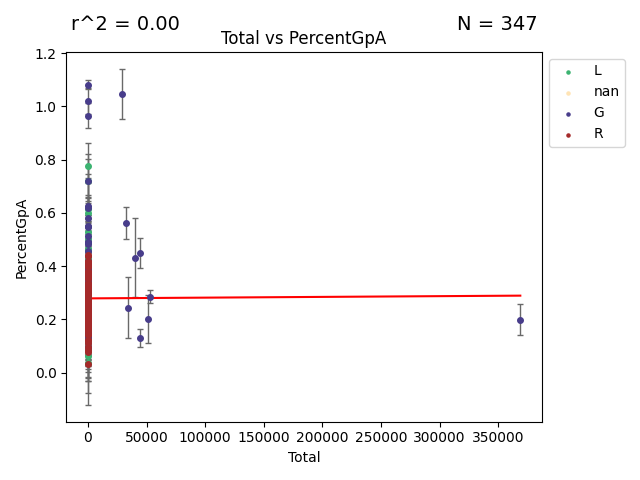 r^2 = 0.00
N = 347
Total vs PercentGpA
1.2
1.0
0.8
0.6
0.4
0.2
0.0
PercentGpA
0
50000
100000
150000
200000
250000
300000
350000
Total
L
nan
G
R